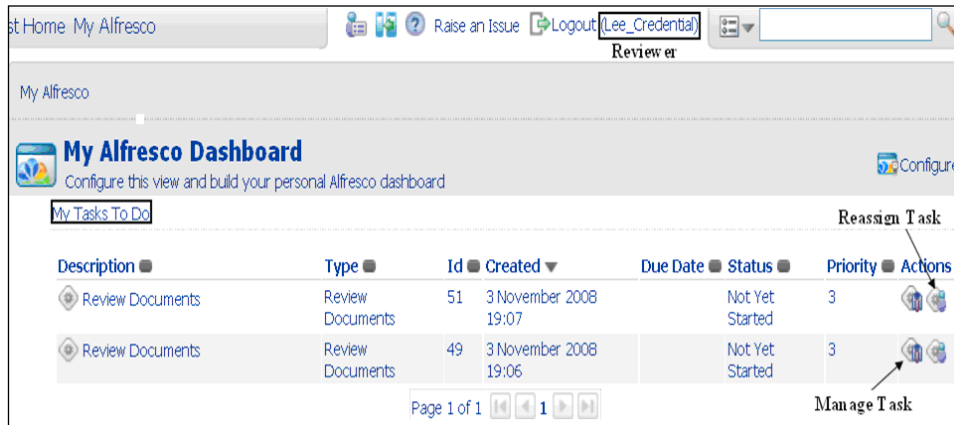 st Home My Alfresco
Raise an Issue Logout (Lee_Credential)
Reviewer
My Alfresco
My Alfresco Dashboard
Configure this view and build your personal Alfresco dashboard
Configure
My Tasks To Do
Reassign Task
Description Type Id Created Due Date Status Priority Actions
Review Documents Review Documents 51 3 November 2008 19:07 Not Yet Started 3
Review Documents Review Documents 49 3 November 2008 19:06 Not Yet Started 3
Page 1 of 1 1
Manage Task